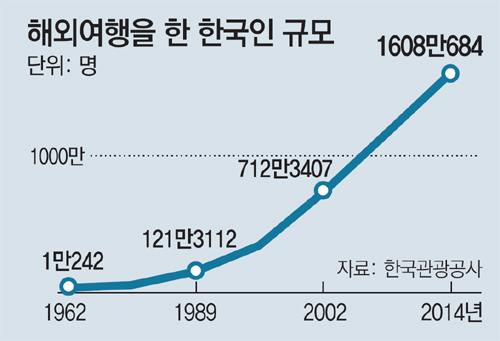 해외여행을 한 한국인 규모
단위: 명
1608만684
1000만
712만3407
121만3112
1만242
자료: 한국관광공사
1962 1989 2002 2014년